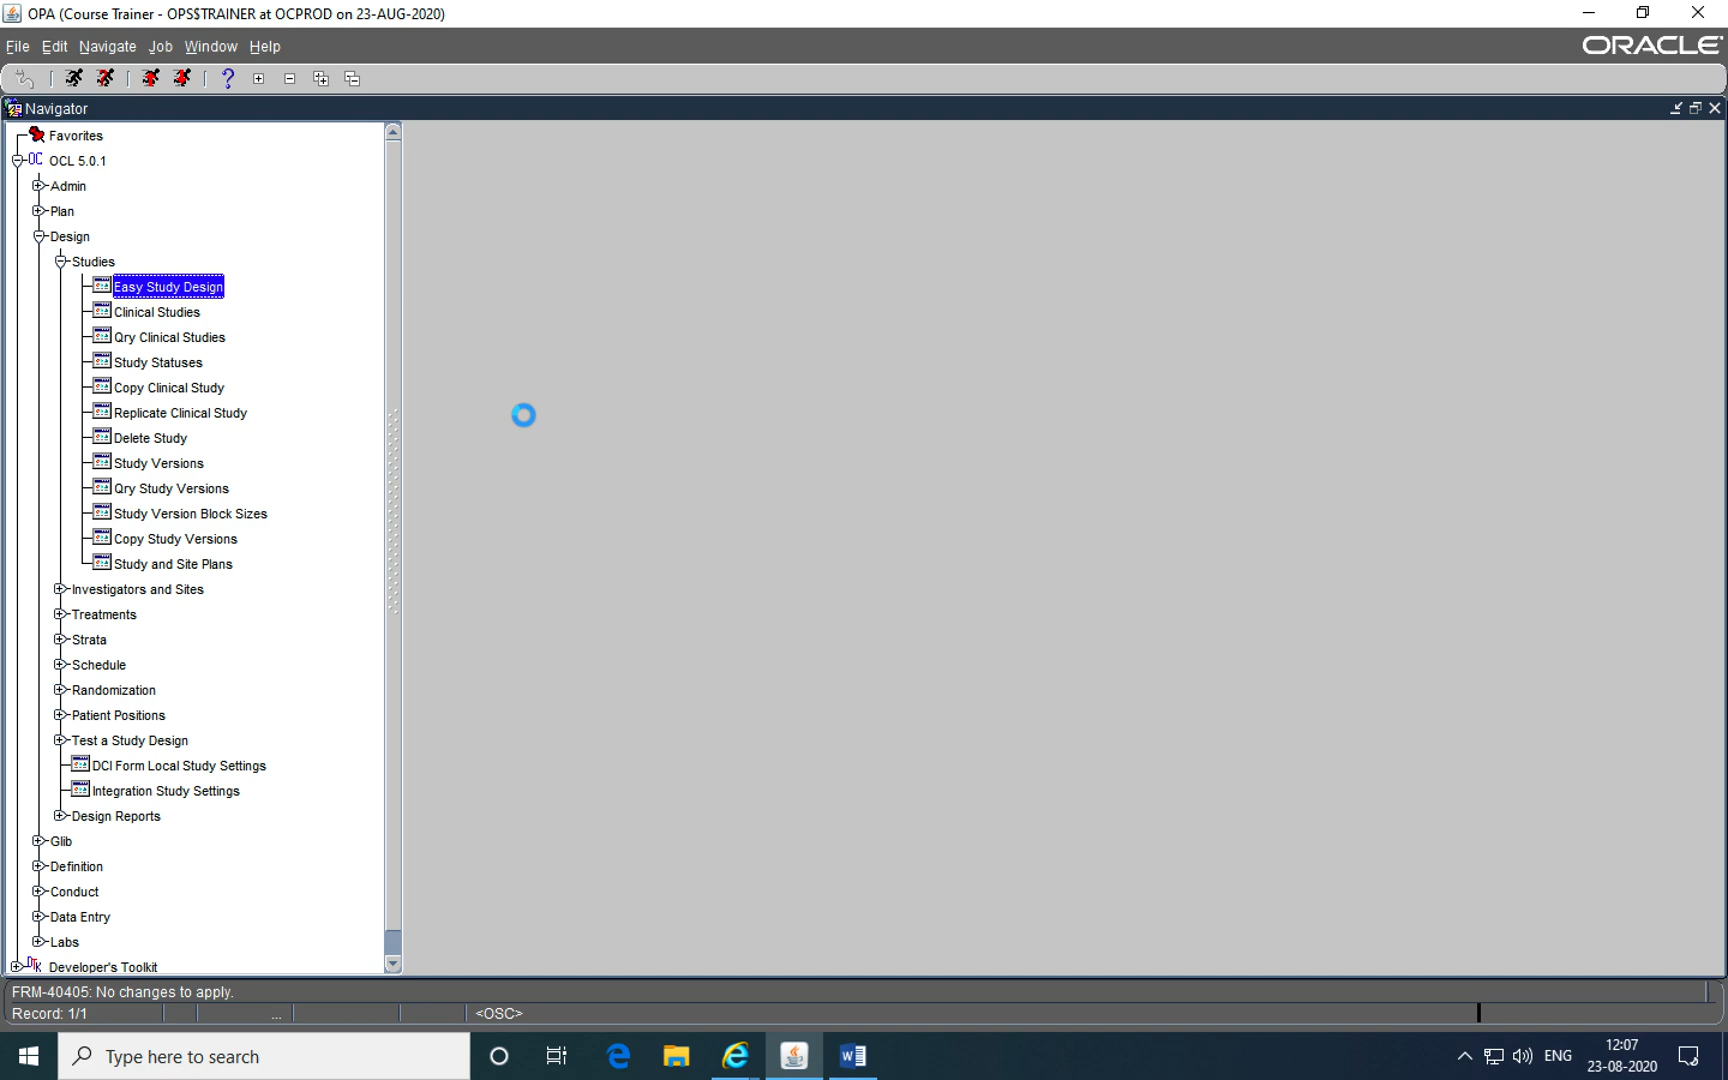 OPA (Course Trainer - OPS$TRAINER at OCPROD on 23-AUG-2020)
File Edit Navigate Job Window Help
ORACLE
Navigator
Favorites
OC OCL 5.0.1
Admin
Plan
Design
Studies
Easy Study Design
Clinical Studies
Qry Clinical Studies
Study Statuses
Copy Clinical Study
Replicate Clinical Study
Delete Study
Study Versions
Qry Study Versions
Study Version Block Sizes
Copy Study Versions
Study and Site Plans
Investigators and Sites
Treatments
Strata
Schedule
Randomization
Patient Positions
Test a Study Design
DCI Form Local Study Settings
Integration Study Settings
Design Reports
Glib
Definition
Conduct
Data Entry
Labs
Developer's Toolkit
FRM-40405: No changes to apply.
Record: 1/1 ... <OSC>
Type here to search
ENG
12:07
23-08-2020